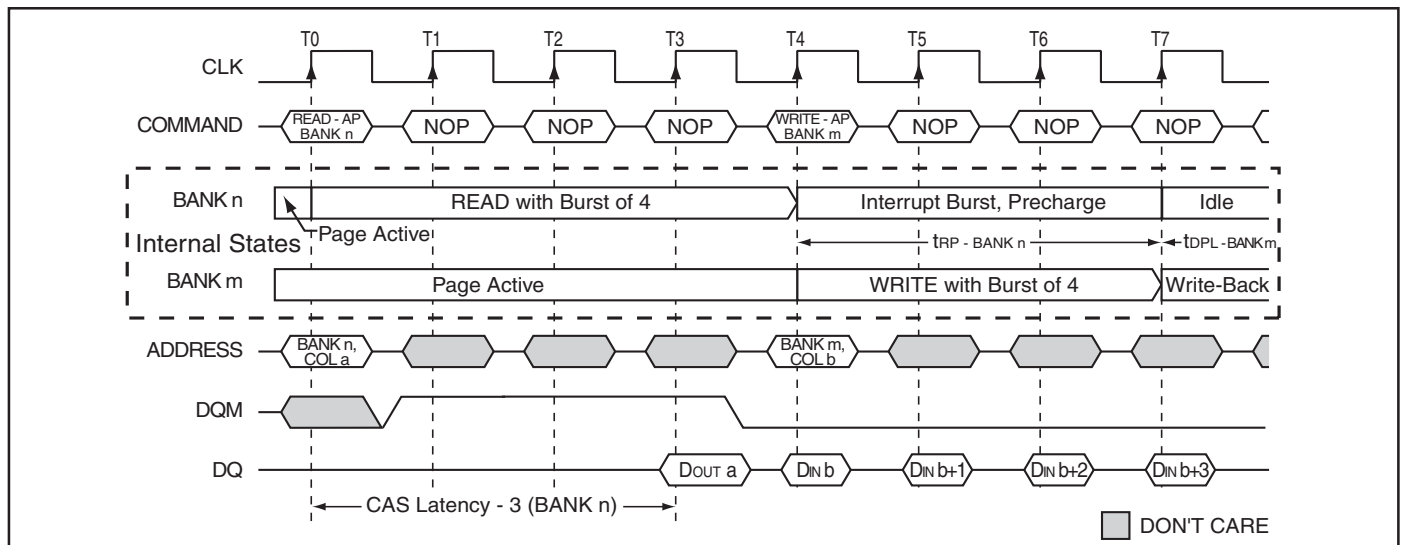 T0 T1 T2 T3 T4 T5 T6 T7
CLK
COMMAND READ - AP BANK n NOP NOP NOP WRITE - AP BANK m NOP NOP NOP
BANK n READ with Burst of 4 Interrupt Burst, Precharge Idle
Internal States Page Active tRP - BANK n tDPL - BANK m
BANK m Page Active WRITE with Burst of 4 Write-Back
ADDRESS BANK n, COL a BANK m, COL b
DQM
DQ DOUT a DIN b DIN b+1 DIN b+2 DIN b+3
CAS Latency - 3 (BANK n)
DON'T CARE